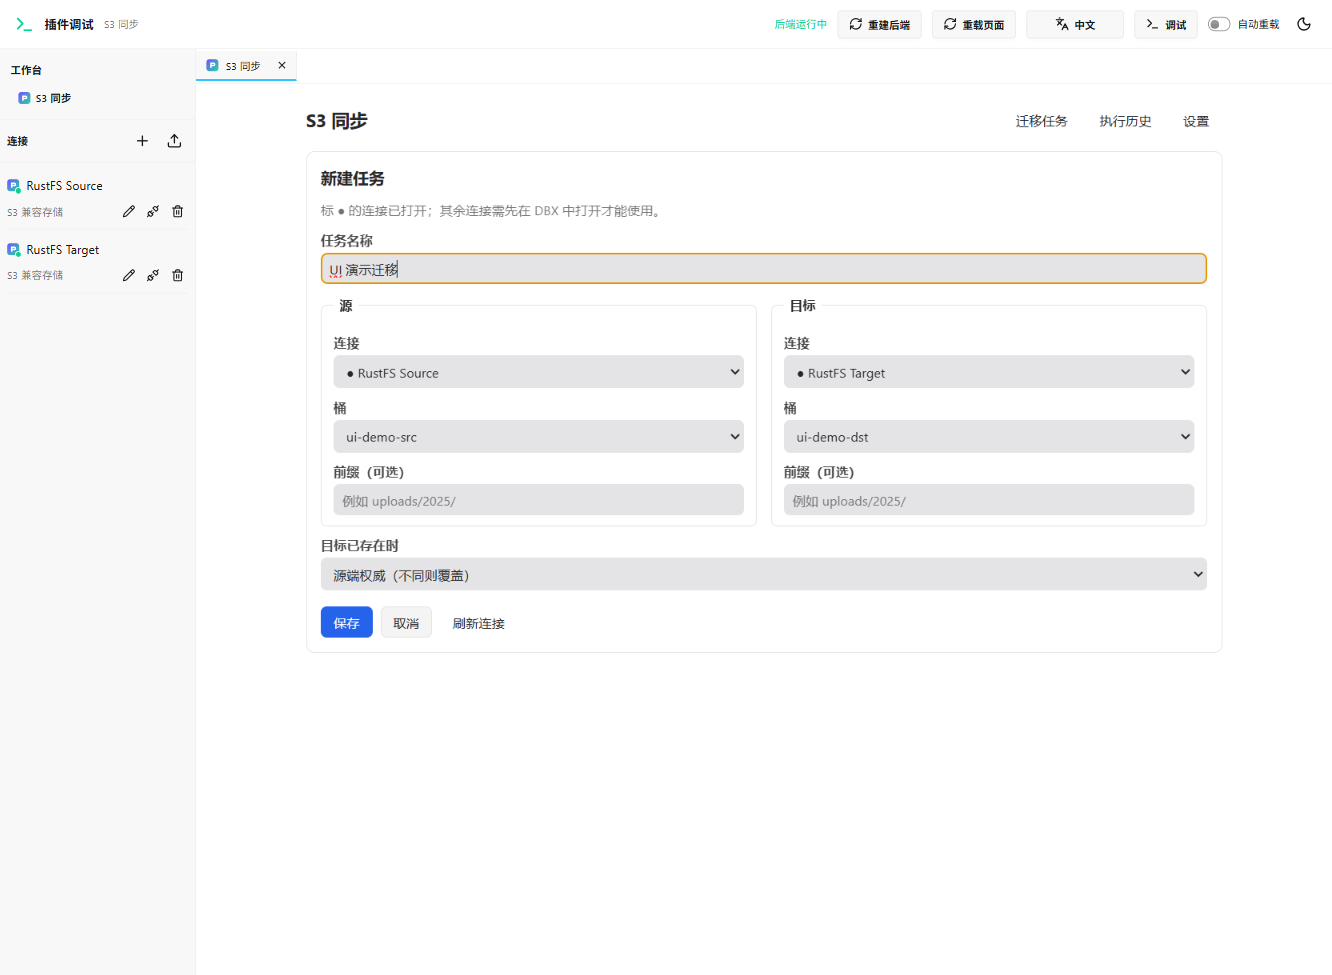 插件调试 S3 同步 后端运行中 重建后端 重载页面 中文 调试 自动重载
工作台
S3 同步
连接
RustFS Source
S3 兼容存储
RustFS Target
S3 兼容存储
S3 同步
S3 同步 迁移任务 执行历史 设置
新建任务
标 ● 的连接已打开；其余连接需先在 DBX 中打开才能使用。
任务名称
UI 演示迁移
源
连接
● RustFS Source
桶
ui-demo-src
前缀（可选）
例如 uploads/2025/
目标
连接
● RustFS Target
桶
ui-demo-dst
前缀（可选）
例如 uploads/2025/
目标已存在时
源端权威（不同则覆盖）
保存 取消 刷新连接